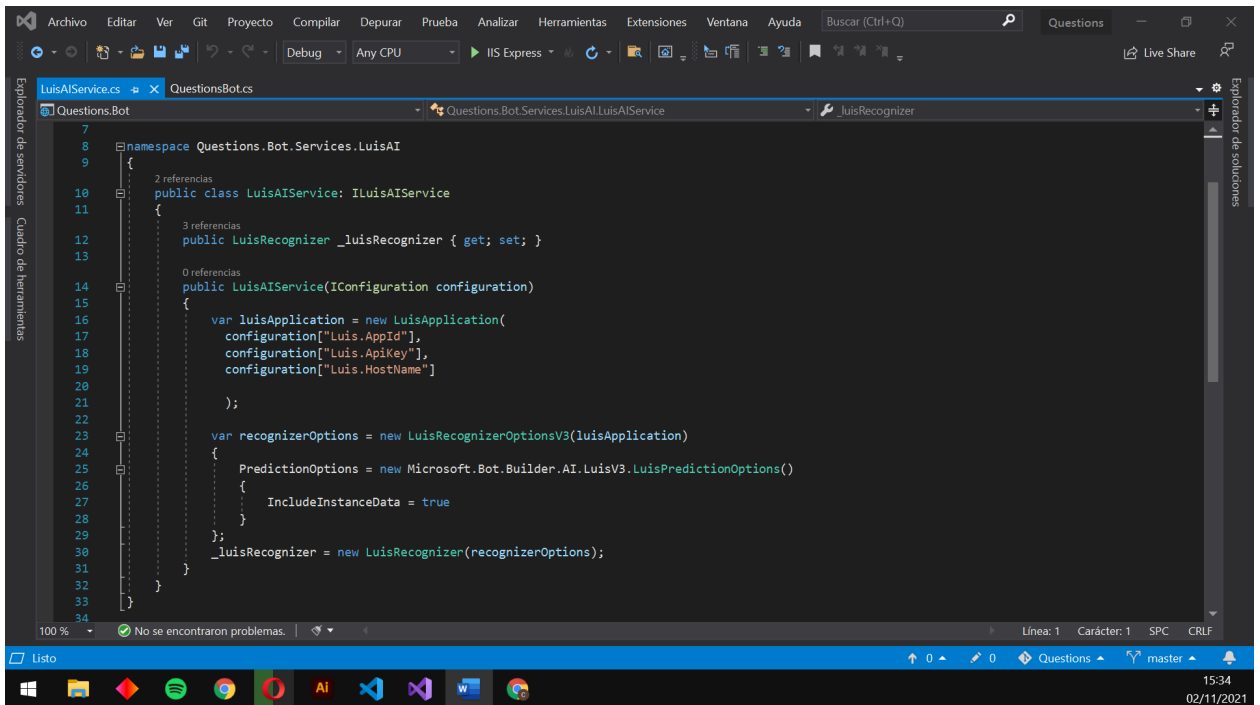 Archivo Editar Ver Git Proyecto Compilar Depurar Prueba Analizar Herramientas Extensiones Ventana Ayuda Buscar (Ctrl+Q) Questions
Debug Any CPU IIS Express Live Share
Explorador de servidores
Cuadro de herramientas
LuisAIService.cs QuestionsBot.cs
Questions.Bot Questions.Bot.Services.LuisAI.LuisAIService _luisRecognizer
7
8 namespace Questions.Bot.Services.LuisAI
9 {
2 referencias
10 public class LuisAIService: ILuisAIService
11 {
3 referencias
12 public LuisRecognizer _luisRecognizer { get; set; }
13
0 referencias
14 public LuisAIService(IConfiguration configuration)
15 {
16 var luisApplication = new LuisApplication(
17 configuration["Luis.AppId"],
18 configuration["Luis.ApiKey"],
19 configuration["Luis.HostName"]
20
21 );
22
23 var recognizerOptions = new LuisRecognizerOptionsV3(luisApplication)
24 {
25 PredictionOptions = new Microsoft.Bot.Builder.AI.LuisV3.LuisPredictionOptions()
26 {
27 IncludeInstanceData = true
28 }
29 };
30 _luisRecognizer = new LuisRecognizer(recognizerOptions);
31 }
32 }
33 }
34
Explorador de soluciones
100 % No se encontraron problemas. Línea: 1 Carácter: 1 SPC CRLF
Listo 0 0 Questions master
Ai W C
15:34
02/11/2021